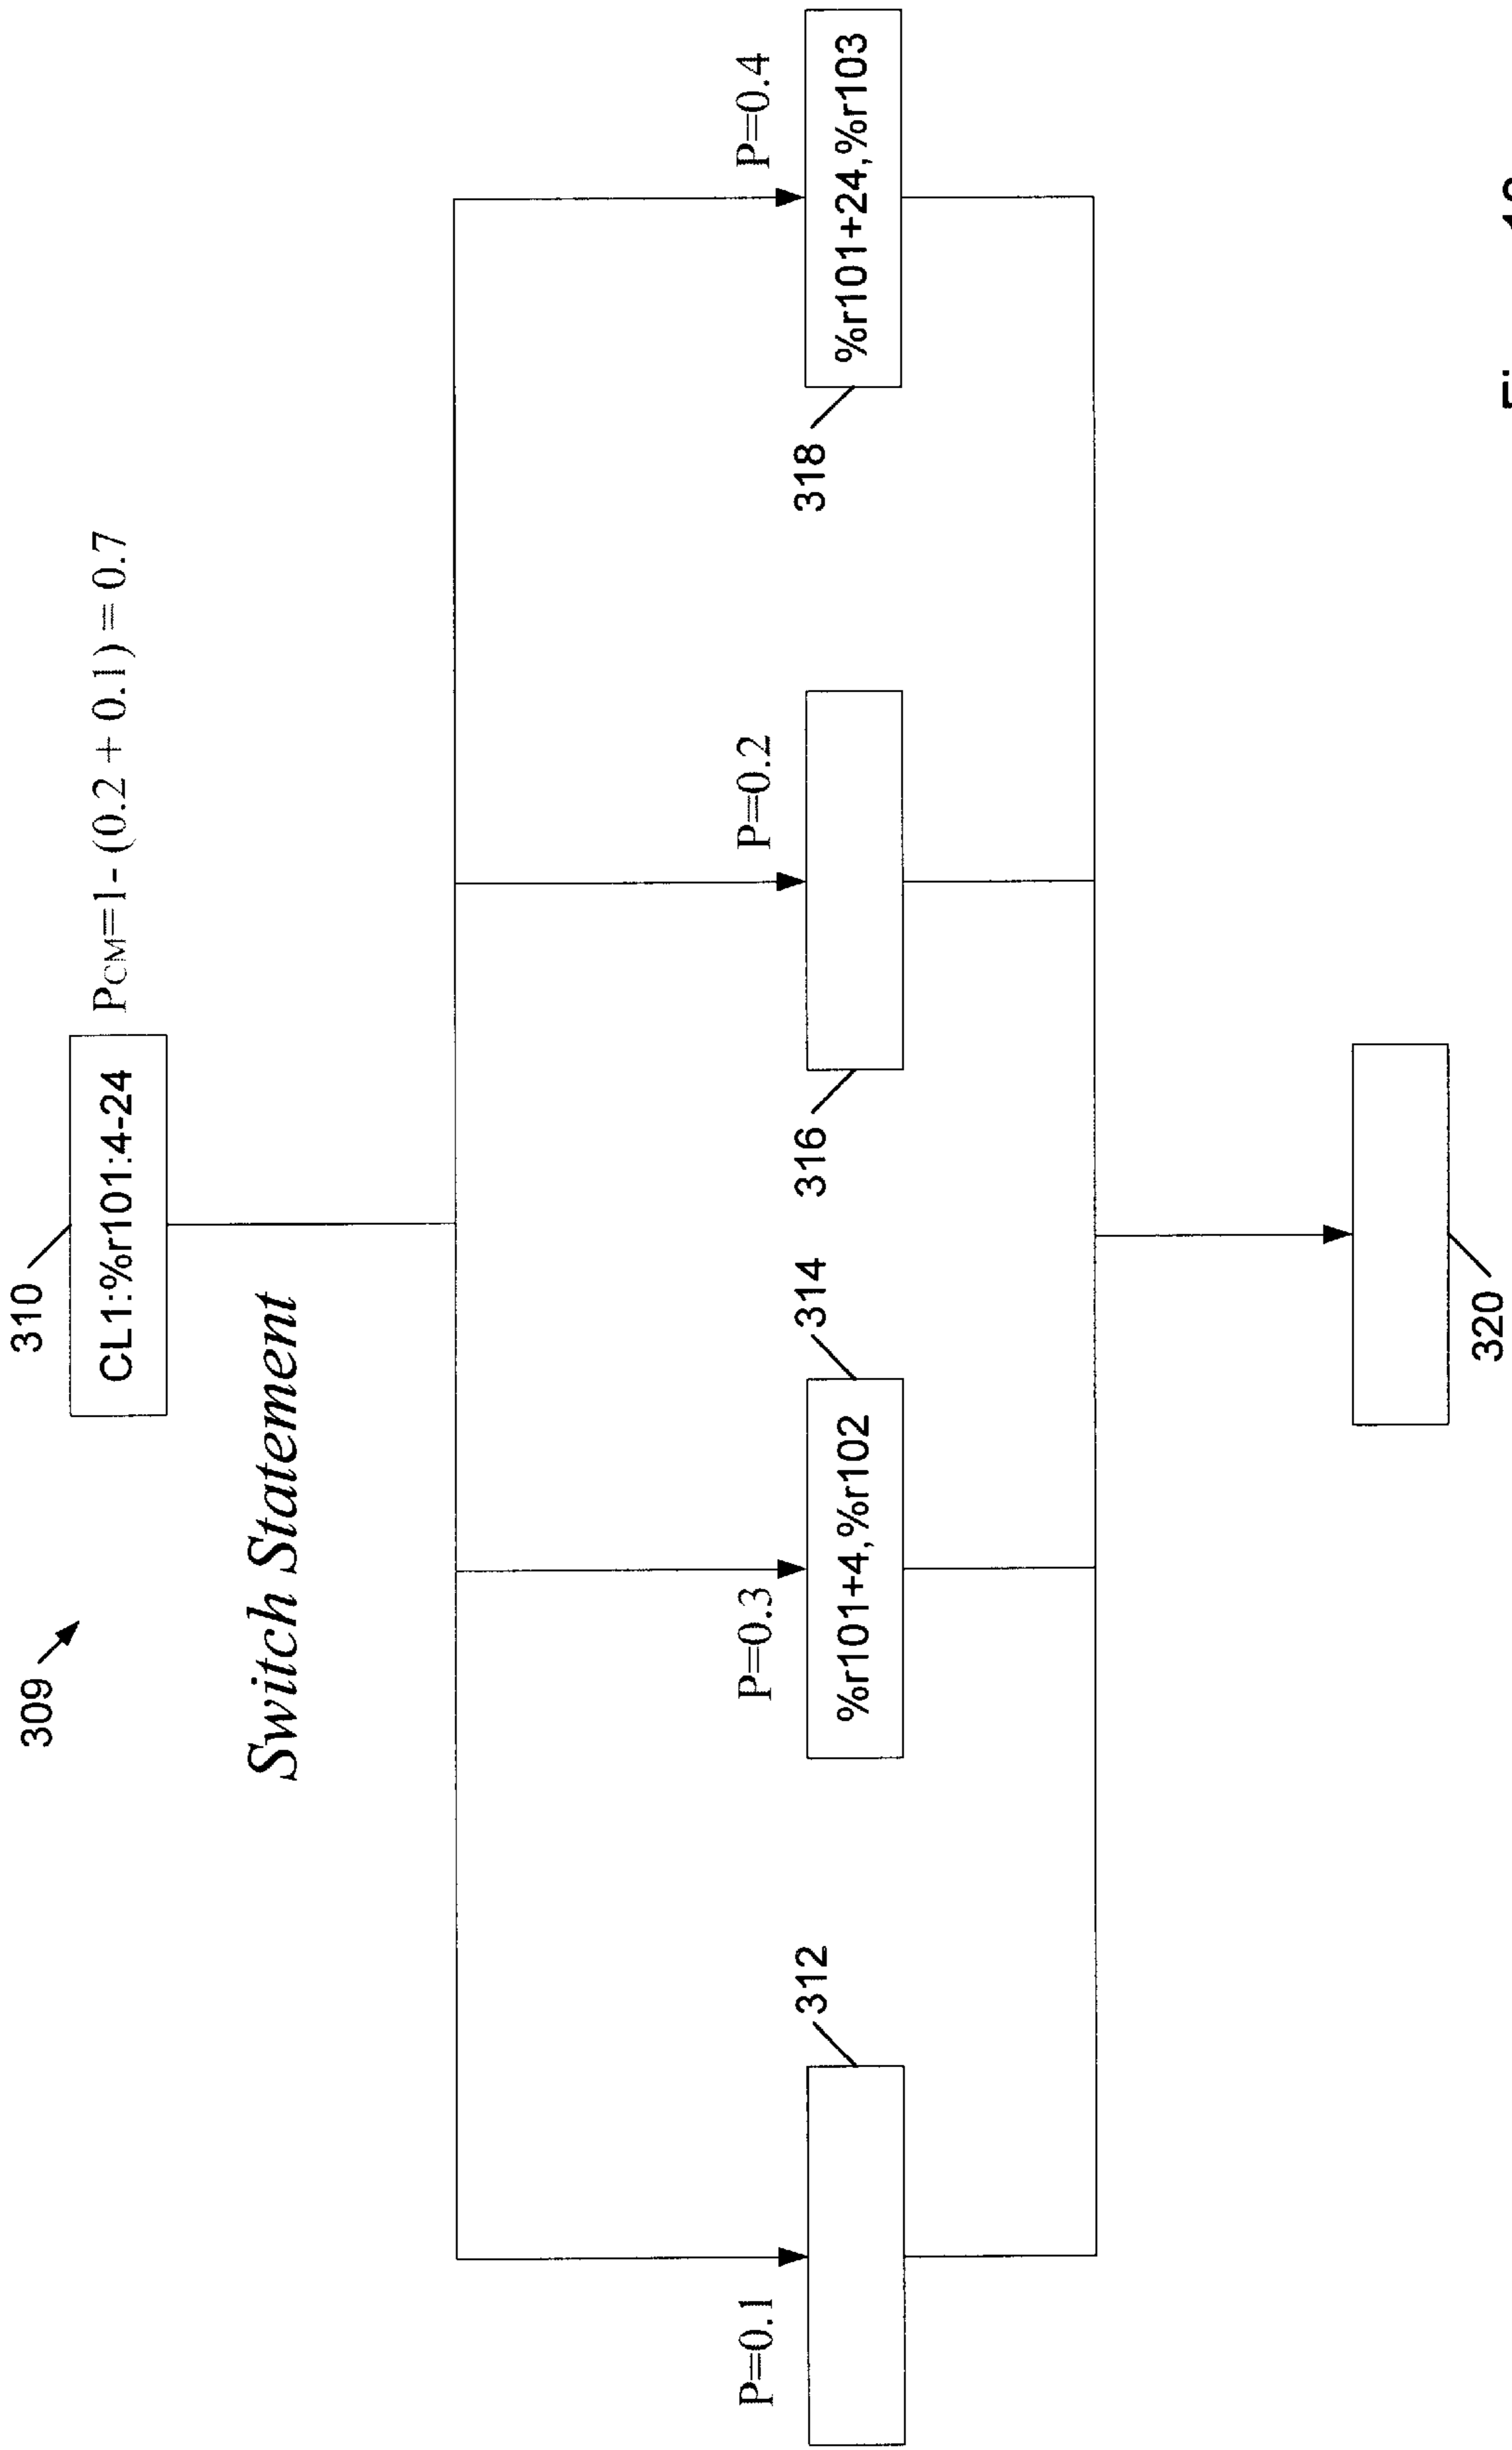 309
310
CL1:%r101:4-24
PCM=1- (0.2 + 0.1) = 0.7
Switch Statement
P=0.1
P=0.3
P=0.2
P=0.4
312
314
316
318
%r101+4,%r102
%r101+24,%r103
320